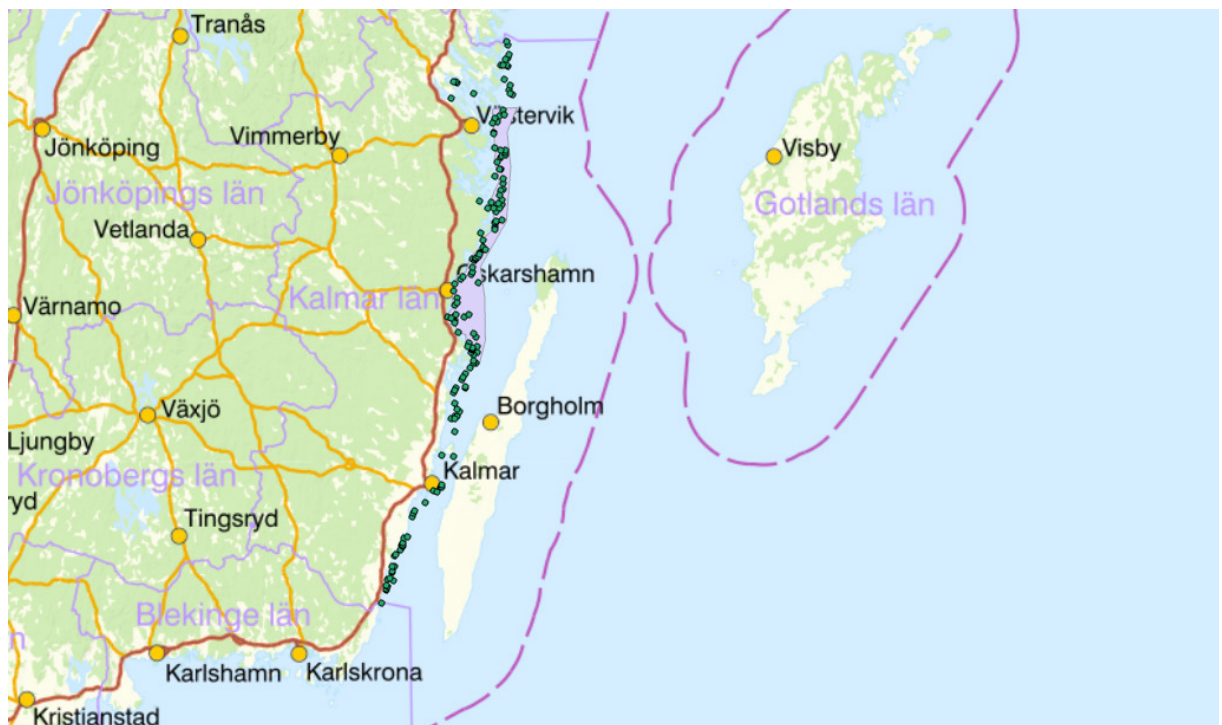 Tranås
Västervik
Vimmerby
Jönköping
Visby
Jönköpings län
Gotlands län
Vetlanda
Oskarshamn
Kalmar län
Värnamo
Växjö
Borgholm
Ljungby
Kronobergs län
Kalmar
ryd
Tingsryd
Blekinge län
n
Karlshamn
Karlskrona
Kristianstad